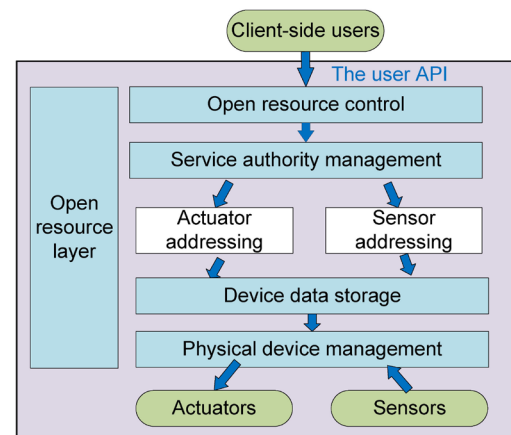 Client-side users
The user API
Open resource control
Service authority management
Open
resource
layer
Actuator
addressing
Sensor
addressing
Device data storage
Physical device management
Actuators
Sensors